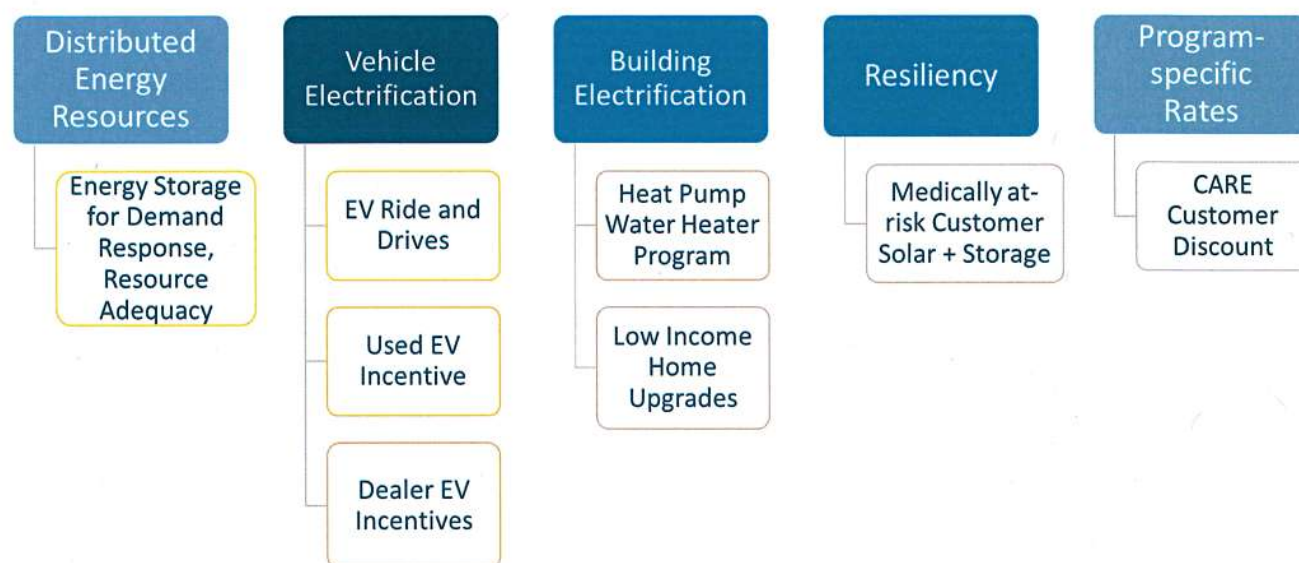 Distributed
Energy
Resources
Energy Storage
for Demand
Response,
Resource
Adequacy
Vehicle
Electrification
EV Ride and
Drives
Used EV
Incentive
Dealer EV
Incentives
Building
Electrification
Heat Pump
Water Heater
Program
Low Income
Home
Upgrades
Resiliency
Medically at-
risk Customer
Solar + Storage
Program-
specific
Rates
CARE
Customer
Discount